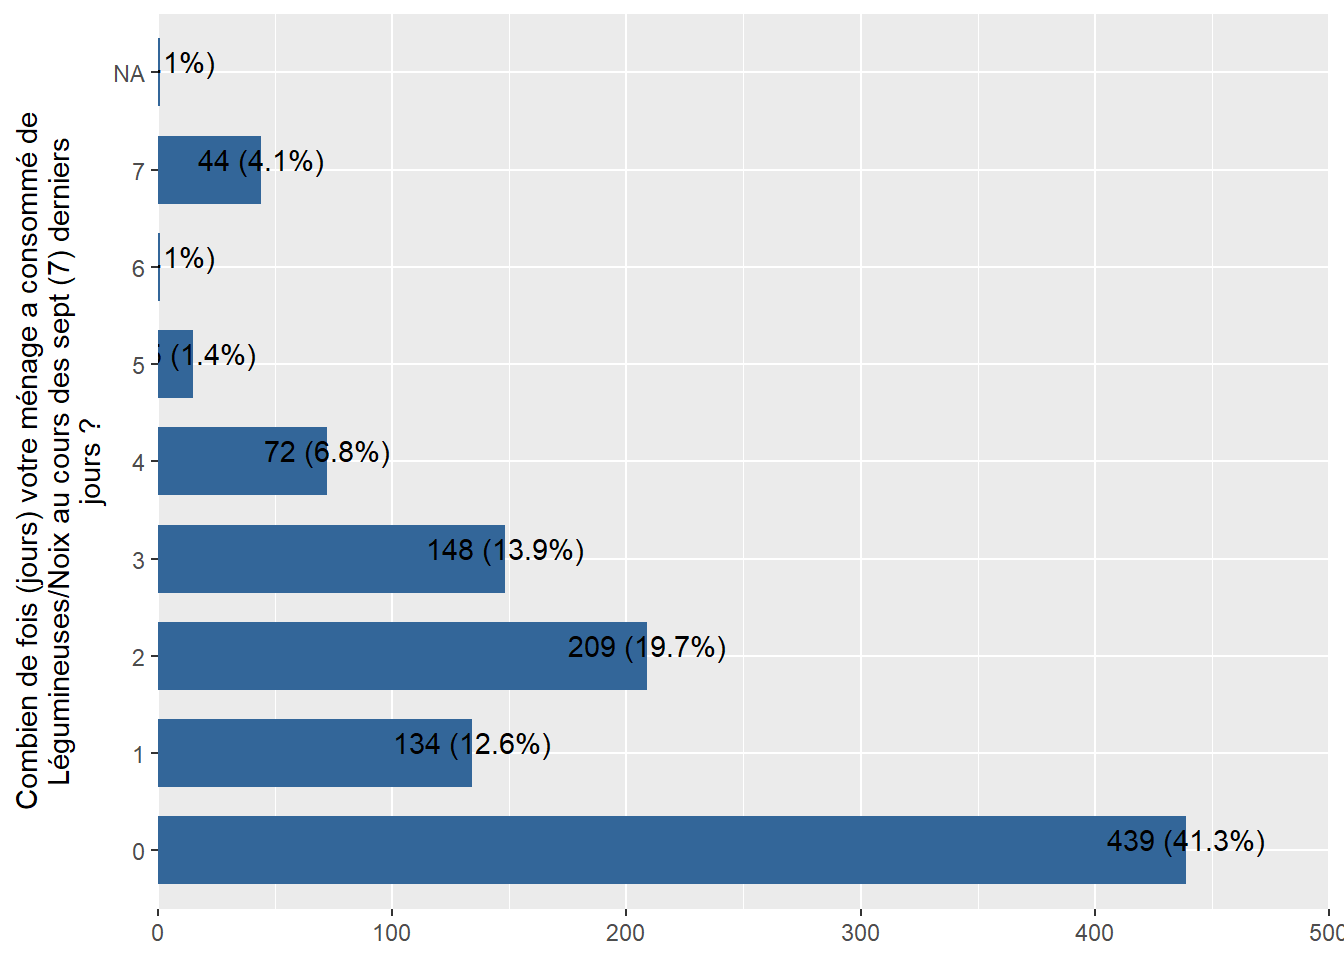 Combien de fois (jours) votre ménage a consommé de
Légumineuses/Noix au cours des sept (7) derniers
jours ?
NA 1%)
7 44 (4.1%)
6 1%)
5 (1.4%)
4 72 (6.8%)
3 148 (13.9%)
2 209 (19.7%)
1 134 (12.6%)
0 439 (41.3%)
0 100 200 300 400 500